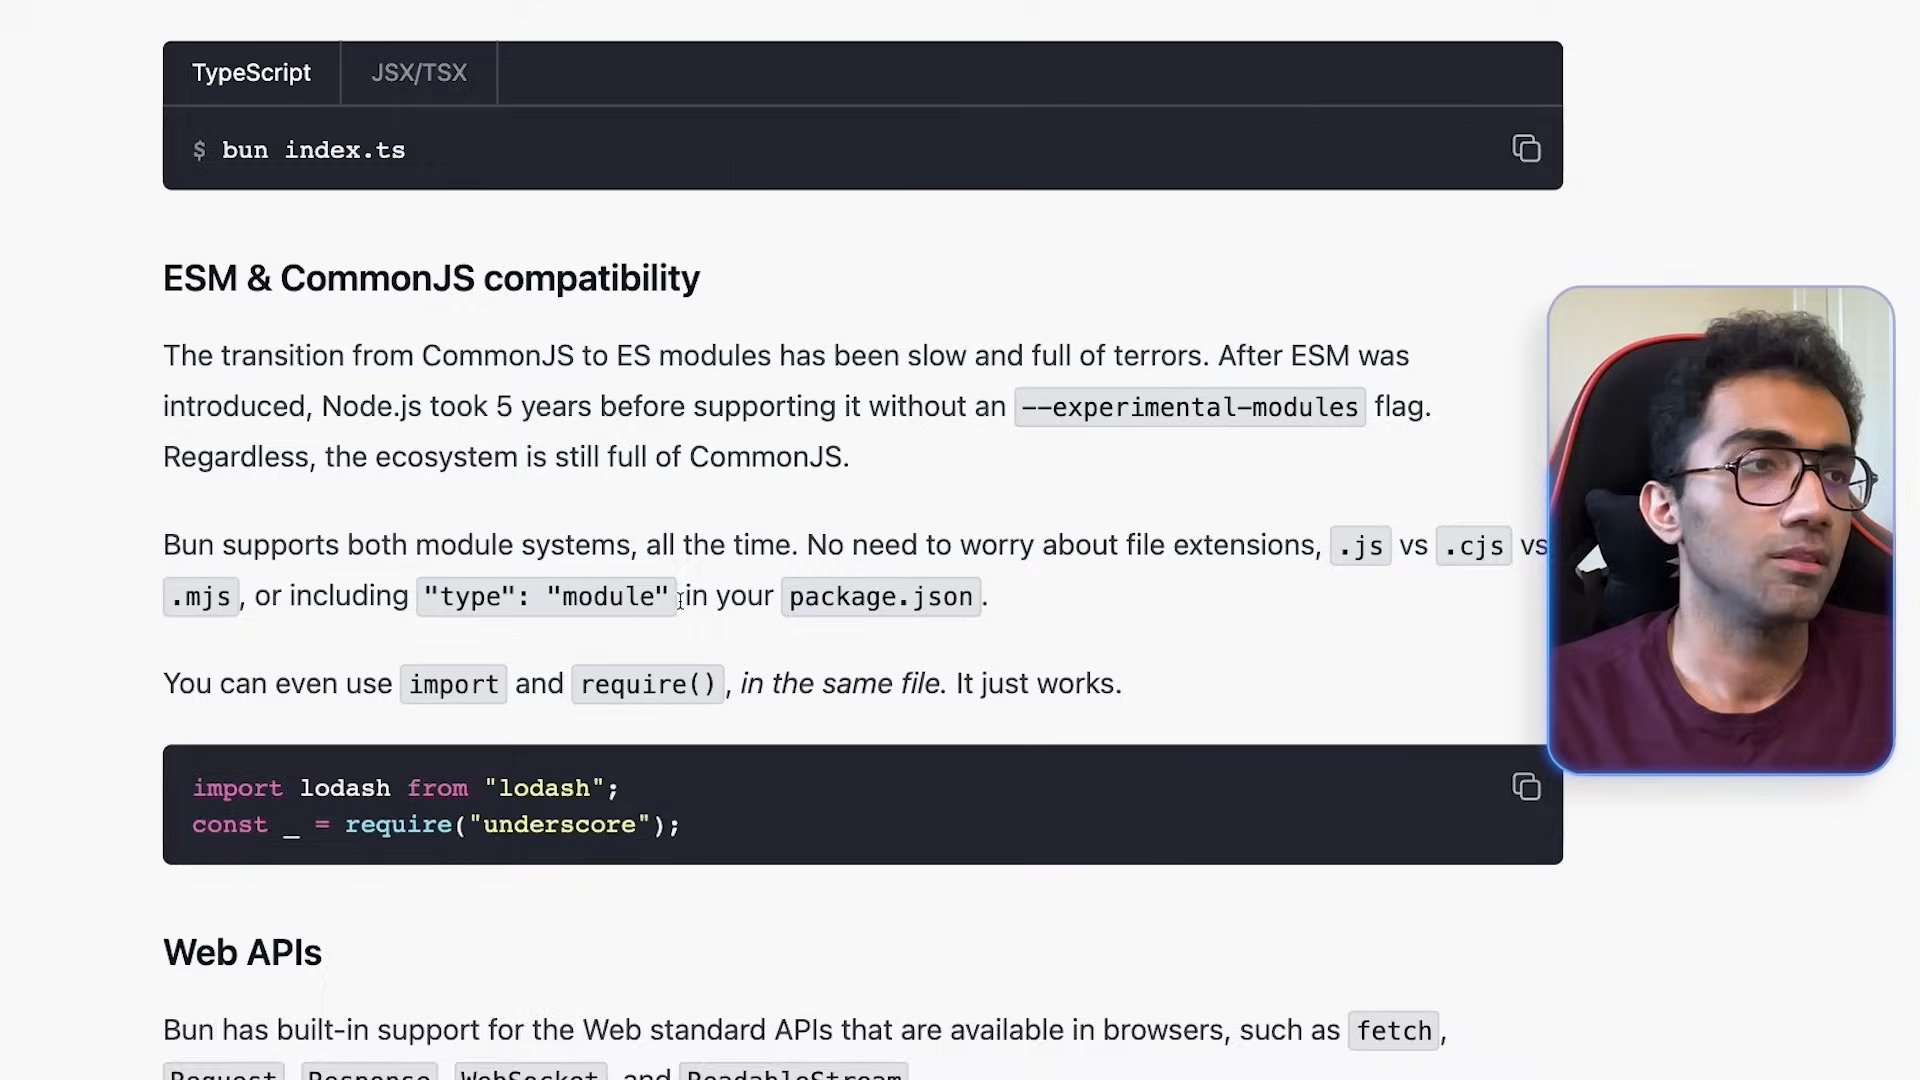 TypeScript JSX/TSX
$ bun index.ts
ESM & CommonJS compatibility
The transition from CommonJS to ES modules has been slow and full of terrors. After ESM was
introduced, Node.js took 5 years before supporting it without an --experimental-modules flag.
Regardless, the ecosystem is still full of CommonJS.
Bun supports both module systems, all the time. No need to worry about file extensions, .js vs .cjs vs
.mjs, or including "type": "module" in your package.json.
You can even use import and require(), in the same file. It just works.
import lodash from "lodash";
const _ = require("underscore");
Web APIs
Bun has built-in support for the Web standard APIs that are available in browsers, such as fetch,
Request Response WebSocket and ReadableStream